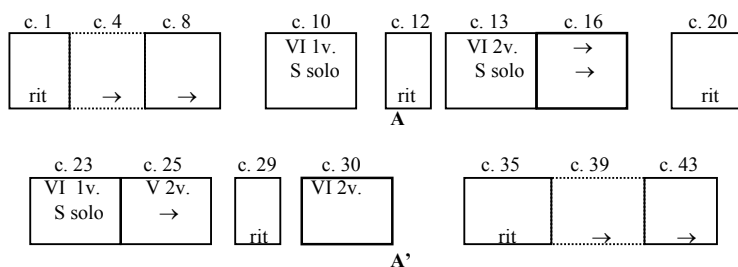 c. 1 c. 4 c. 8 c. 10 c. 12 c. 13 c. 16 c. 20
VI 1v. VI 2v. →
S solo S solo →
rit → → rit rit
A
c. 23 c. 25 c. 29 c. 30 c. 35 c. 39 c. 43
VI 1v. V 2v. VI 2v.
S solo →
rit rit → →
A’